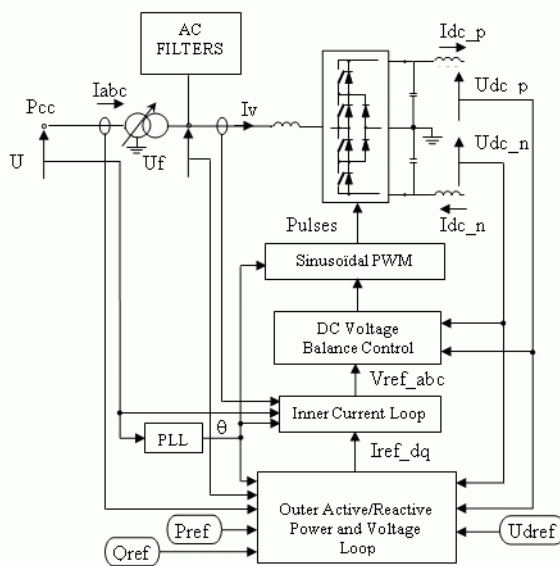 AC
FILTERS
Idc_p
Iabc
Pcc
Iv
Udc_p
U
Uf
Udc_n
Idc_n
Pulses
Sinusoïdal PWM
DC Voltage
Balance Control
Vref_abc
Inner Current Loop
θ
PLL
Iref_dq
Outer Active/Reactive
Power and Voltage
Loop
Pref
Udref
Qref